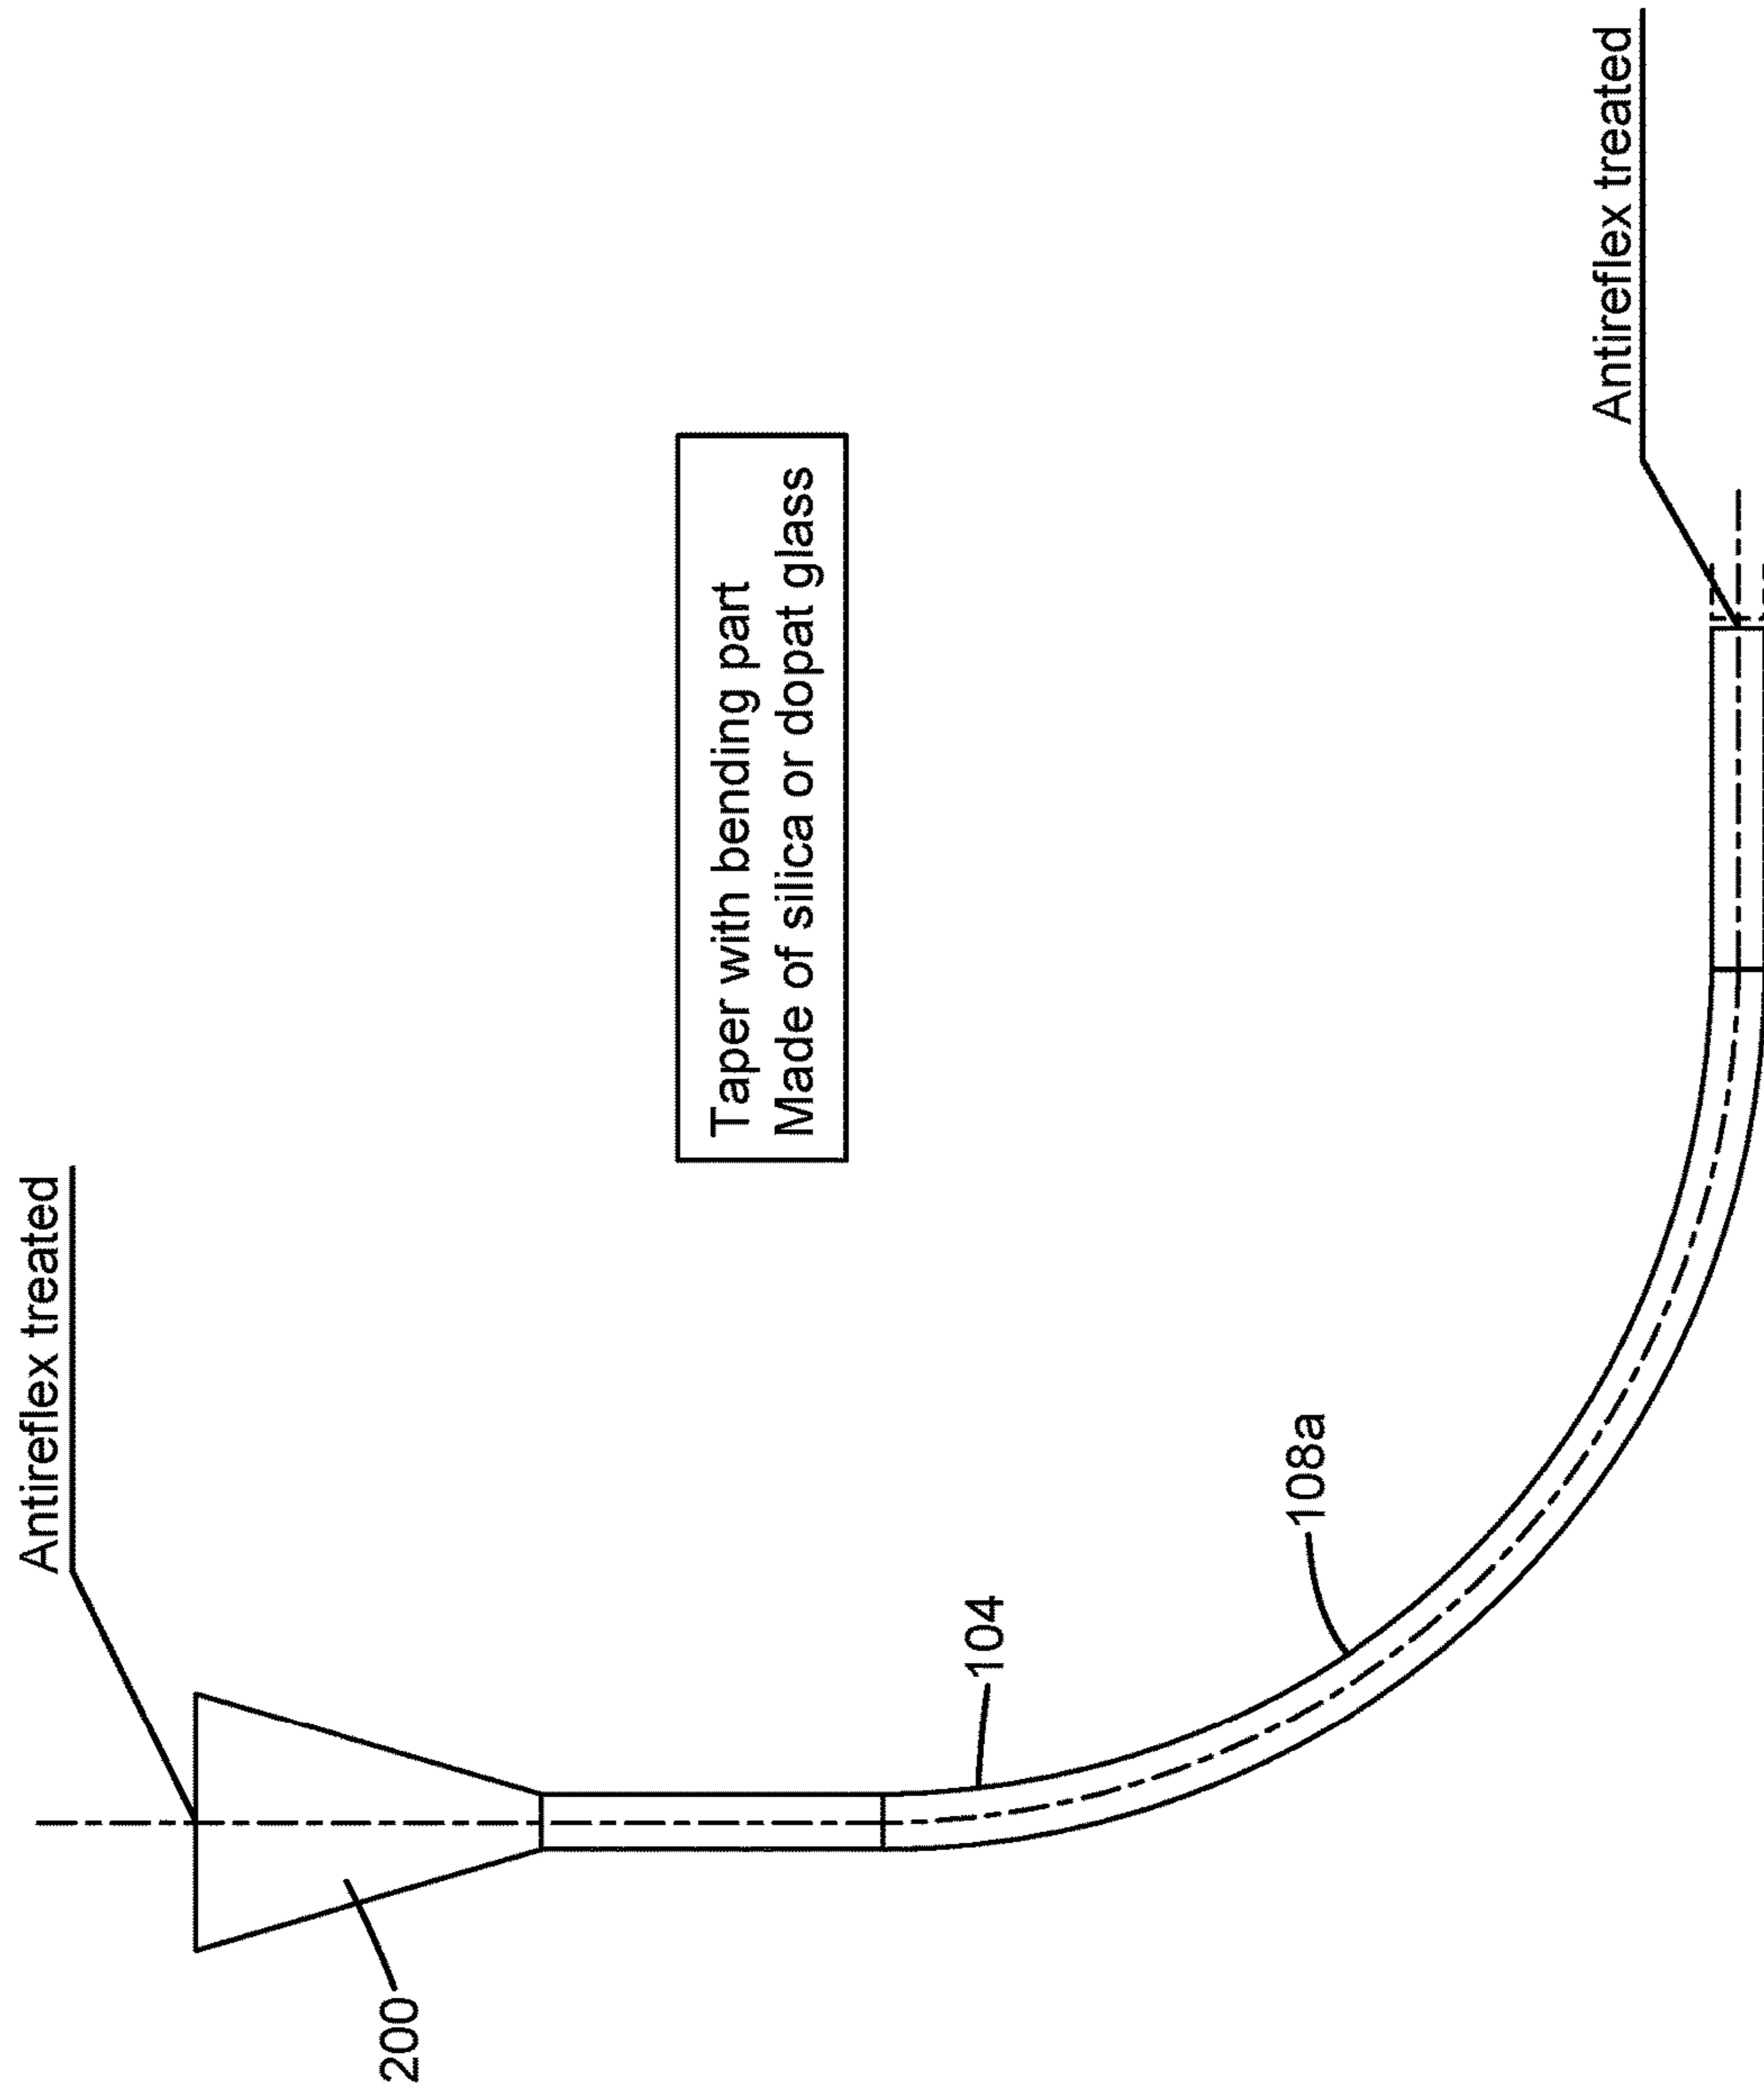 Antireflex treated
200
Taper with bending part
Made of silica or dopat glass
104
108a
Antireflex treated